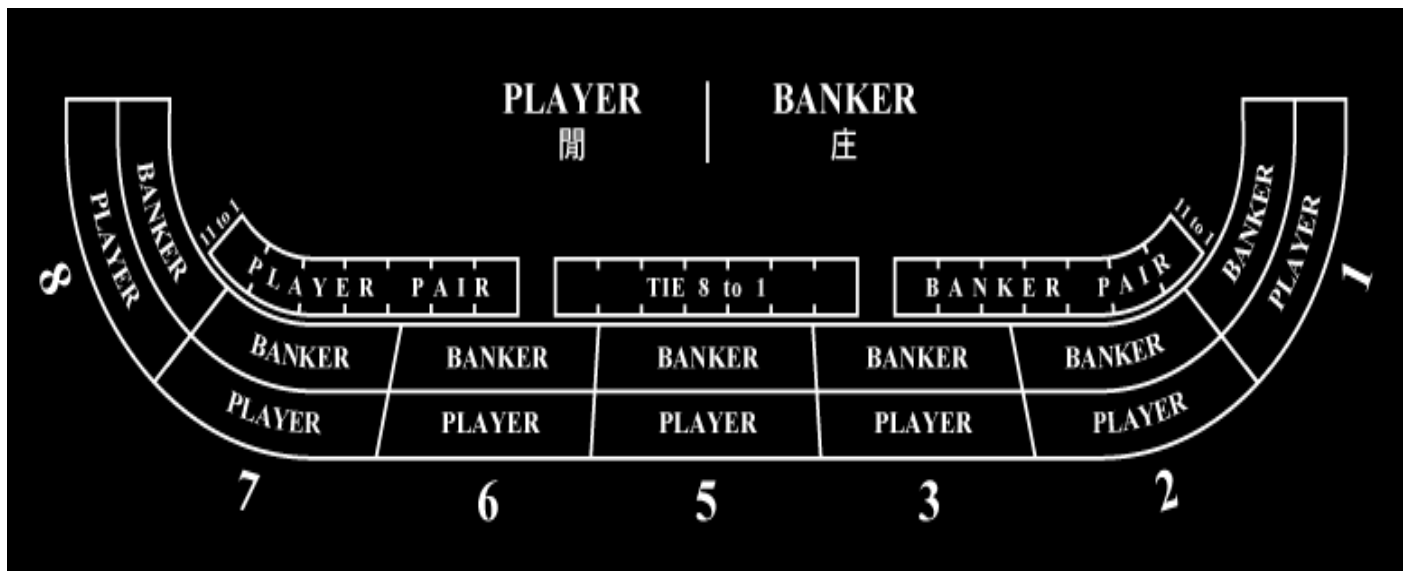 PLAYER
閒
BANKER
庄
11 to 1
PLAYER PAIR
TIE 8 to 1
BANKER PAIR
11 to 1
BANKER
PLAYER
8
BANKER
PLAYER
7
BANKER
PLAYER
6
BANKER
PLAYER
5
BANKER
PLAYER
3
BANKER
PLAYER
2
BANKER
PLAYER
1